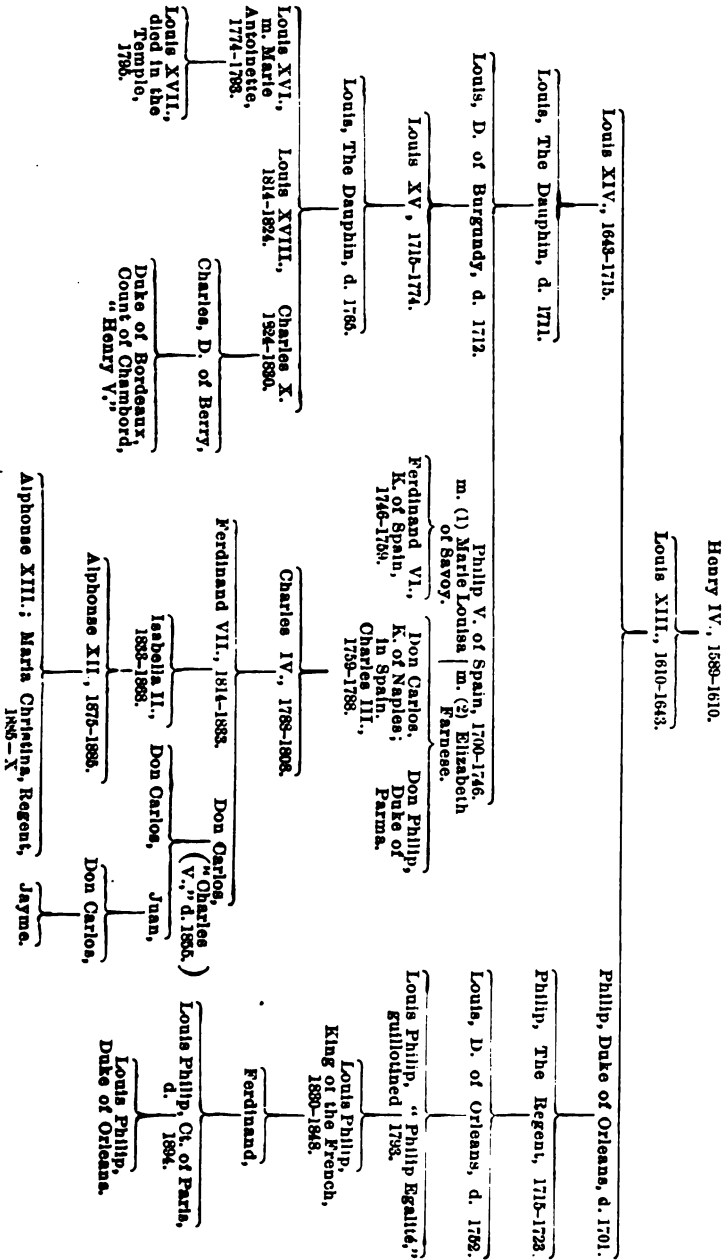 Henry IV., 1589-1610.
Louis XIII., 1610-1643.
Louis XIV., 1643-1715.
Philip, Duke of Orleans, d. 1701.
Louis, The Dauphin, d. 1711.
Philip, The Regent, 1715-1723.
Louis, D. of Burgundy, d. 1712.
Philip V. of Spain, 1700-1746.
m. (1) Marie Louisa | m. (2) Elizabeth
of Savoy.
Farnese.
Louis, D. of Orleans, d. 1752.
Louis XV, 1715-1774.
Ferdinand VI.,
K. of Spain,
1746-1759.
Don Carlos.
K. of Naples;
in Spain.
Charles III.,
1759-1788.
Don Philip,
Duke of
Parma.
Louis Philip, "Philip Egalité,"
guillotined 1793.
Louis, The Dauphin, d. 1765.
Charles IV., 1788-1808.
Louis Philip,
King of the French,
1830-1848.
Louis XVI.,
m. Marie
Antoinette,
1774-1793.
Louis XVIII.,
1814-1824.
Charles X.
1824-1830.
Ferdinand VII., 1814-1833.
Don Carlos,
("Charles
V.," d. 1855.)
Ferdinand,
Louis XVII.,
died in the
Temple,
1795.
Charles, D. of Berry,
Isabella II.,
1833-1868.
Don Carlos,
Juan,
Louis Philip, Ct. of Paris,
d. 1894.
Duke of Bordeaux,
Count of Chambord,
"Henry V."
Alphonse XII., 1875-1885.
Don Carlos,
Louis Philip,
Duke of Orleans.
Alphonse XIII.; Maria Christina, Regent,
1885-X
Jayme.